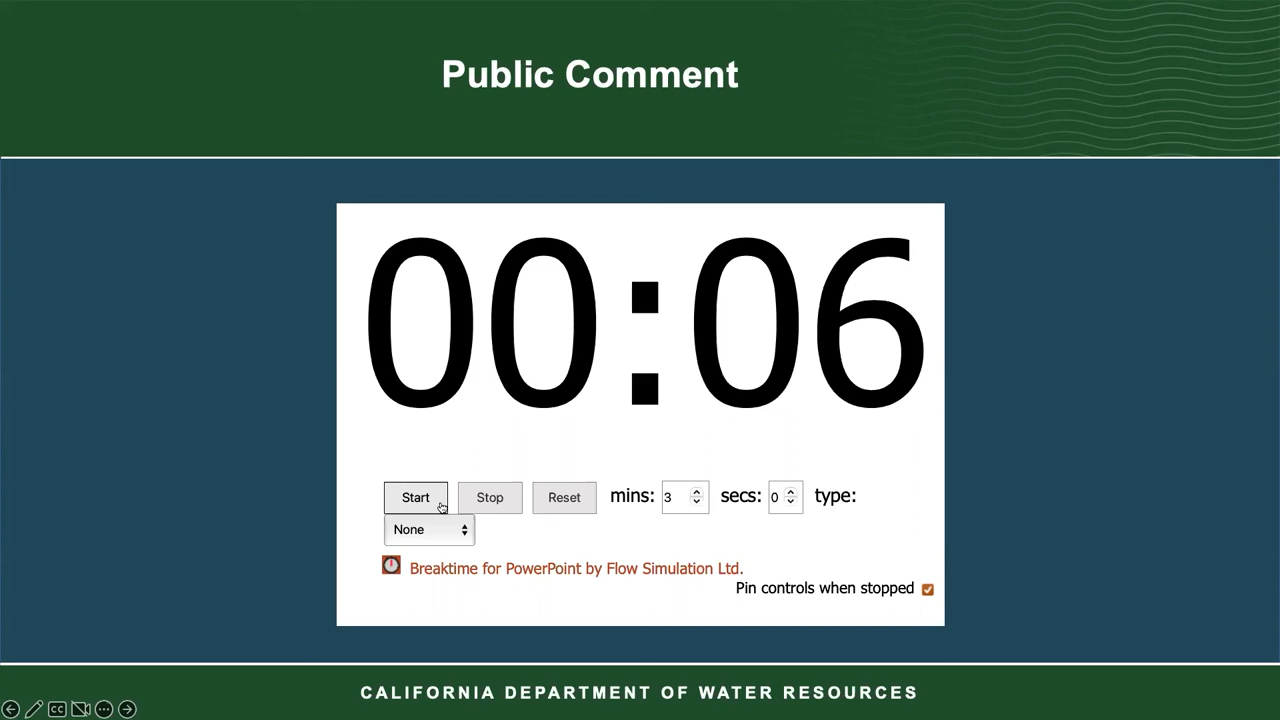 Public Comment
00:06
Start Stop Reset mins: 3 secs: 0 type:
None
Breaktime for PowerPoint by Flow Simulation Ltd.
Pin controls when stopped
CALIFORNIA DEPARTMENT OF WATER RESOURCES
CC